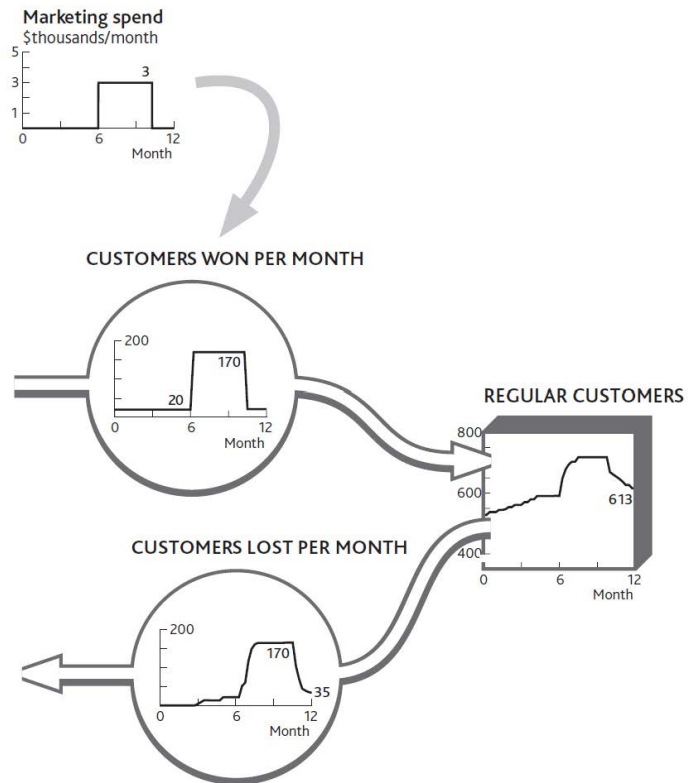 Marketing spend
$thousands/month
5
3
1
3
0 6 12
Month
CUSTOMERS WON PER MONTH
200
170
20
0 6 12
Month
REGULAR CUSTOMERS
800
600
613
400
0 6 12
Month
CUSTOMERS LOST PER MONTH
200
170
35
0 6 12
Month